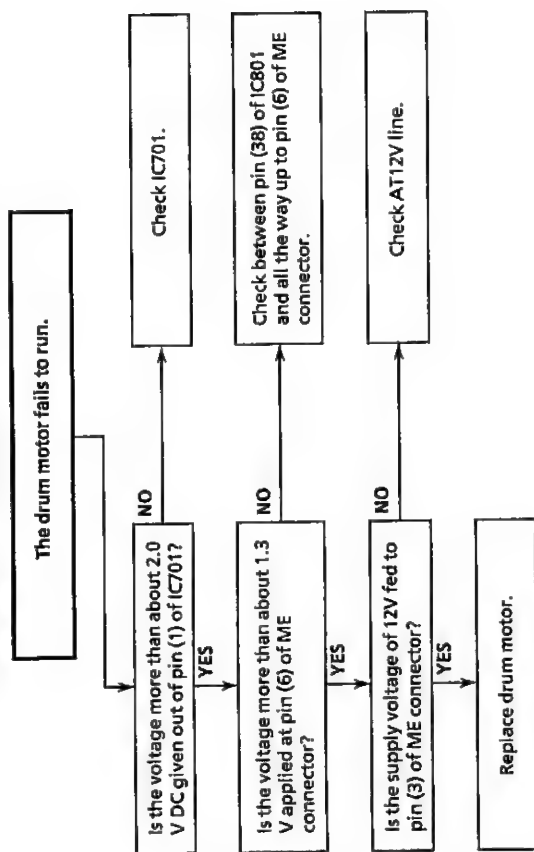 The drum motor fails to run.
Is the voltage more than about 2.0
V DC given out of pin (1) of IC701?
NO
Check IC701.
YES
Is the voltage more than about 1.3
V applied at pin (6) of ME
connector?
NO
Check between pin (38) of IC801
and all the way up to pin (6) of ME
connector.
YES
Is the supply voltage of 12V fed to
pin (3) of ME connector?
NO
Check AT12V line.
YES
Replace drum motor.